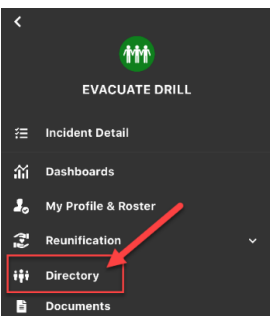 EVACUATE DRILL
Incident Detail
Dashboards
My Profile & Roster
Reunification
Directory
Documents